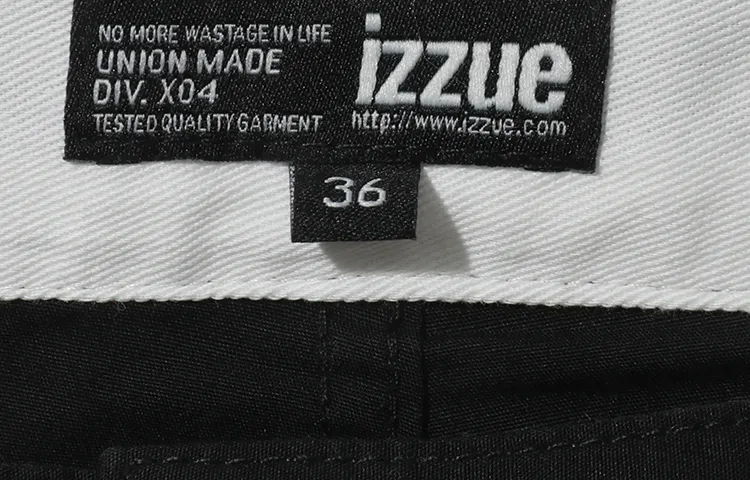 NO MORE WASTAGE IN LIFE
UNION MADE
DIV. X04
TESTED QUALITY GARMENT
izzue
http://www.izzue.com
36